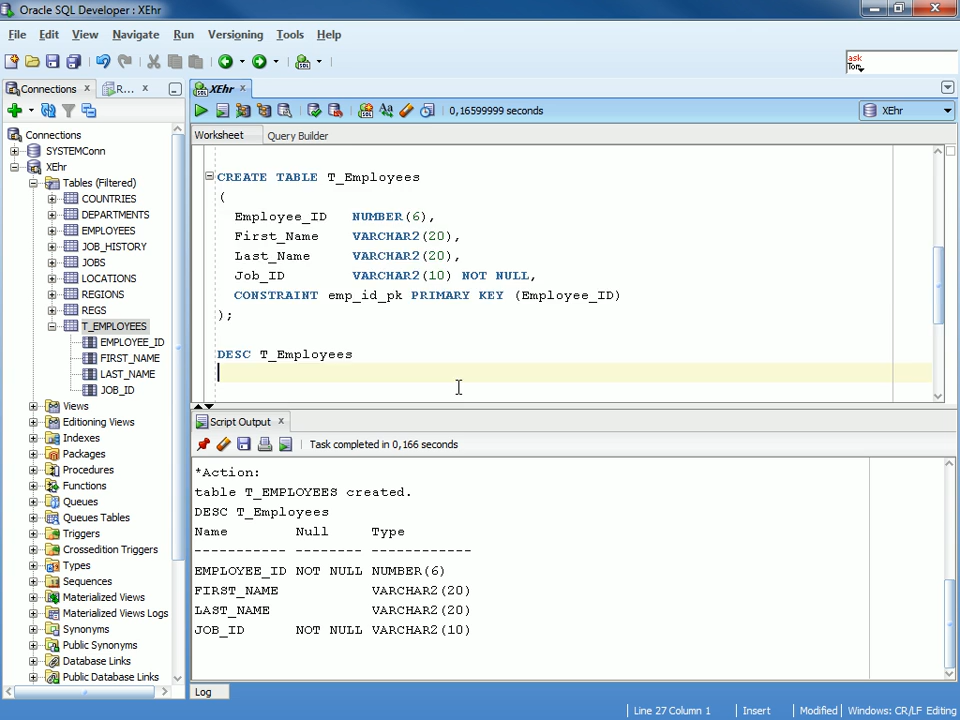 Oracle SQL Developer : XEhr
File Edit View Navigate Run Versioning Tools Help
ask
Tom
Connections x R... x
XEhr x
0,16599999 seconds
XEhr
Worksheet Query Builder
Connections
SYSTEMConn
XEhr
Tables (Filtered)
COUNTRIES
DEPARTMENTS
EMPLOYEES
JOB_HISTORY
JOBS
LOCATIONS
REGIONS
REGS
T_EMPLOYEES
EMPLOYEE_ID
FIRST_NAME
LAST_NAME
JOB_ID
Views
Editioning Views
Indexes
Packages
Procedures
Functions
Queues
Queues Tables
Triggers
Crossedition Triggers
Types
Sequences
Materialized Views
Materialized Views Logs
Synonyms
Public Synonyms
Database Links
Public Database Links
CREATE TABLE T_Employees
(
Employee_ID NUMBER(6),
First_Name VARCHAR2(20),
Last_Name VARCHAR2(20),
Job_ID VARCHAR2(10) NOT NULL,
CONSTRAINT emp_id_pk PRIMARY KEY (Employee_ID)
);
DESC T_Employees
Script Output x
Task completed in 0,166 seconds
*Action:
table T_EMPLOYEES created.
DESC T_Employees
Name Null Type
----------- -------- ------------
EMPLOYEE_ID NOT NULL NUMBER(6)
FIRST_NAME VARCHAR2(20)
LAST_NAME VARCHAR2(20)
JOB_ID NOT NULL VARCHAR2(10)
Log
Line 27 Column 1 Insert Modified Windows: CR/LF Editing